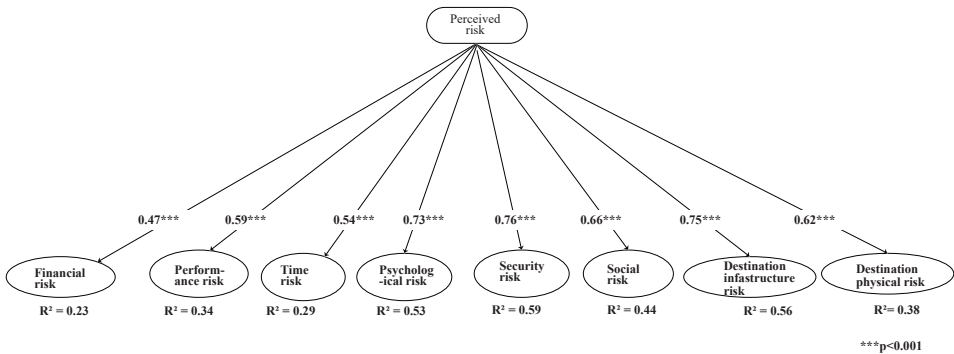 Perceived
risk
0.47*** 0.59*** 0.54*** 0.73*** 0.76*** 0.66*** 0.75*** 0.62***
Financial
risk
Perform-
ance risk
Time
risk
Psycholog
-ical risk
Security
risk
Social
risk
Destination
infastructure
risk
Destination
physical risk
R² = 0.23 R² = 0.34 R² = 0.29 R² = 0.53 R² = 0.59 R² = 0.44 R² = 0.56 R²= 0.38
***p<0.001